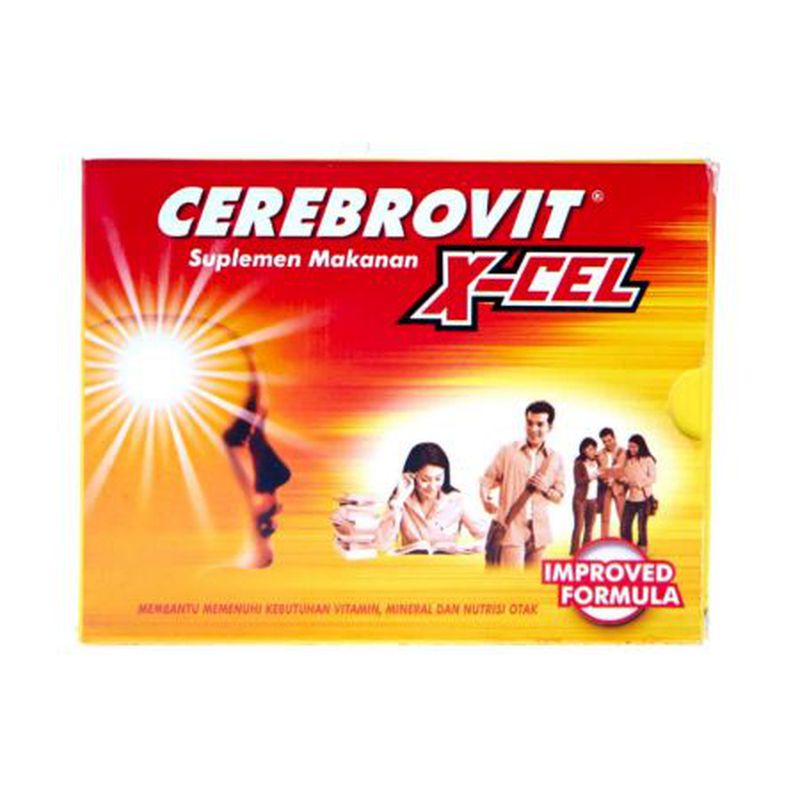 CEREBROVIT®
Suplemen Makanan
X-CEL
IMPROVED
FORMULA
MEMBANTU MEMENUHI KEBUTUHAN VITAMIN, MINERAL DAN NUTRISI OTAK